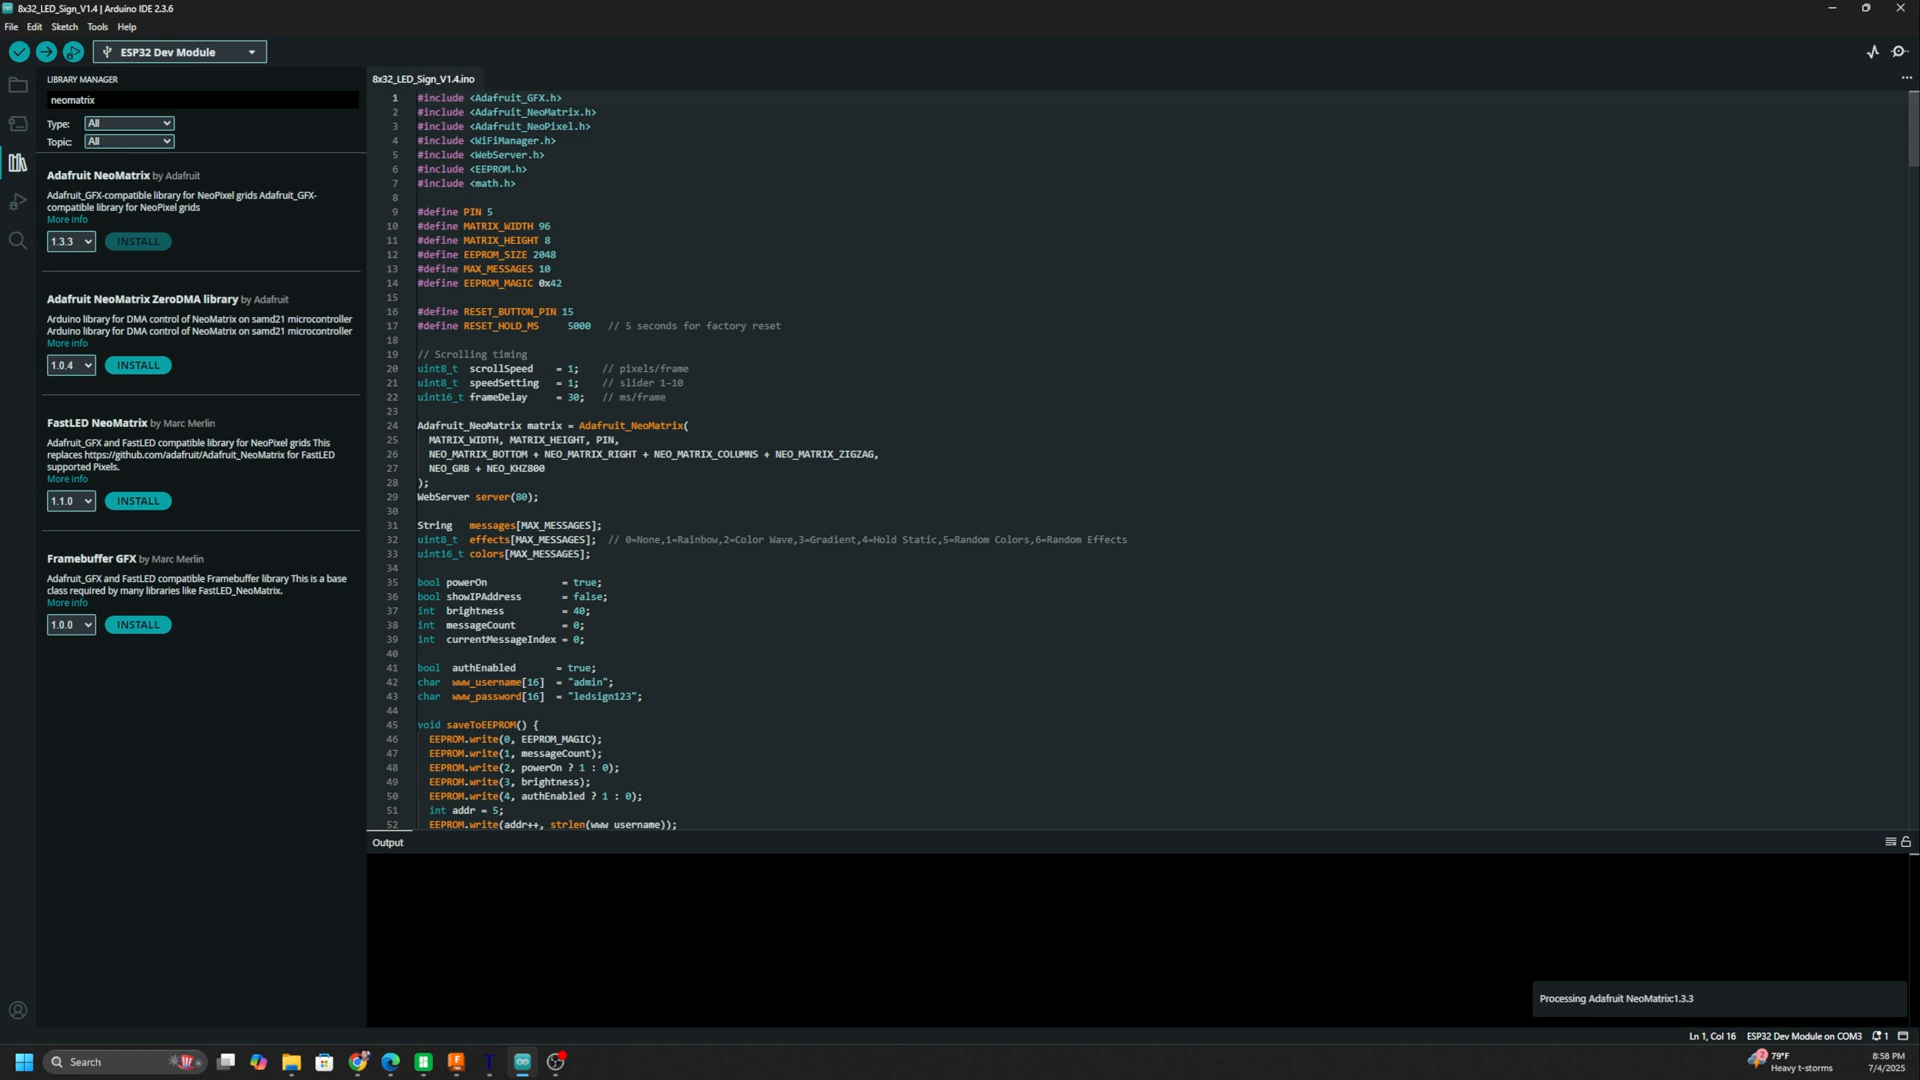 8x32_LED_Sign_V1.4 | Arduino IDE 2.3.6
File Edit Sketch Tools Help
ESP32 Dev Module
LIBRARY MANAGER
neomatrix
Type: All
Topic: All
Adafruit NeoMatrix by Adafruit
Adafruit_GFX-compatible library for NeoPixel grids Adafruit_GFX-
compatible library for NeoPixel grids
More info
1.3.3 INSTALL
Adafruit NeoMatrix ZeroDMA library by Adafruit
Arduino library for DMA control of NeoMatrix on samd21 microcontroller
Arduino library for DMA control of NeoMatrix on samd21 microcontroller
More info
1.0.4 INSTALL
FastLED NeoMatrix by Marc Merlin
Adafruit_GFX and FastLED compatible library for NeoPixel grids This
replaces https://github.com/adafruit/Adafruit_NeoMatrix for FastLED
supported Pixels.
More info
1.1.0 INSTALL
Framebuffer GFX by Marc Merlin
Adafruit_GFX and FastLED compatible Framebuffer library This is a base
class required by many libraries like FastLED_NeoMatrix.
More info
1.0.0 INSTALL
8x32_LED_Sign_V1.4.ino
1 #include <Adafruit_GFX.h>
2 #include <Adafruit_NeoMatrix.h>
3 #include <Adafruit_NeoPixel.h>
4 #include <WiFiManager.h>
5 #include <WebServer.h>
6 #include <EEPROM.h>
7 #include <math.h>
8
9 #define PIN 5
10 #define MATRIX_WIDTH 96
11 #define MATRIX_HEIGHT 8
12 #define EEPROM_SIZE 2048
13 #define MAX_MESSAGES 10
14 #define EEPROM_MAGIC 0x42
15
16 #define RESET_BUTTON_PIN 15
17 #define RESET_HOLD_MS 5000 // 5 seconds for factory reset
18
19 // Scrolling timing
20 uint8_t scrollSpeed = 1; // pixels/frame
21 uint8_t speedSetting = 1; // slider 1–10
22 uint16_t frameDelay = 30; // ms/frame
23
24 Adafruit_NeoMatrix matrix = Adafruit_NeoMatrix(
25 MATRIX_WIDTH, MATRIX_HEIGHT, PIN,
26 NEO_MATRIX_BOTTOM + NEO_MATRIX_RIGHT + NEO_MATRIX_COLUMNS + NEO_MATRIX_ZIGZAG,
27 NEO_GRB + NEO_KHZ800
28 );
29 WebServer server(80);
30
31 String messages[MAX_MESSAGES];
32 uint8_t effects[MAX_MESSAGES]; // 0=None,1=Rainbow,2=Color Wave,3=Gradient,4=Hold Static,5=Random Colors,6=Random Effects
33 uint16_t colors[MAX_MESSAGES];
34
35 bool powerOn = true;
36 bool showIPAddress = false;
37 int brightness = 40;
38 int messageCount = 0;
39 int currentMessageIndex = 0;
40
41 bool authEnabled = true;
42 char www_username[16] = "admin";
43 char www_password[16] = "ledsign123";
44
45 void saveToEEPROM() {
46 EEPROM.write(0, EEPROM_MAGIC);
47 EEPROM.write(1, messageCount);
48 EEPROM.write(2, powerOn ? 1 : 0);
49 EEPROM.write(3, brightness);
50 EEPROM.write(4, authEnabled ? 1 : 0);
51 int addr = 5;
52 EEPROM.write(addr++, strlen(www_username));
Output
Processing Adafruit NeoMatrix:1.3.3
Ln 1, Col 16 ESP32 Dev Module on COM3 1
Search
2 79°F
Heavy t-storms
8:58 PM
7/4/2025